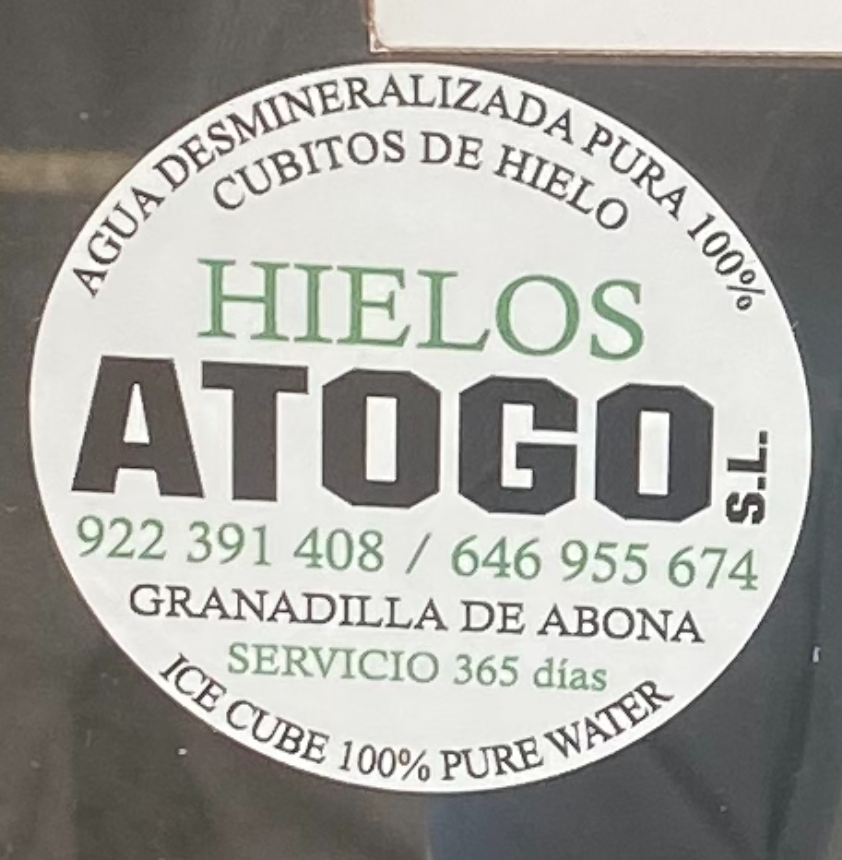 AGUA DESMINERALIZADA PURA 100%
CUBITOS DE HIELO
HIELOS
ATOGO S.L.
922 391 408 / 646 955 674
GRANADILLA DE ABONA
SERVICIO 365 días
ICE CUBE 100% PURE WATER